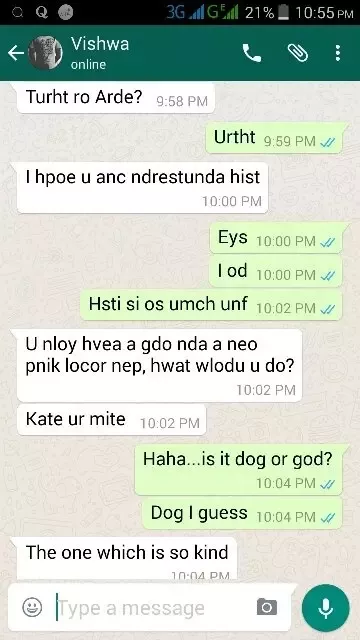 3G G E 21% 10:55 PM
Vishwa
online
Turht ro Arde? 9:58 PM
Urtht 9:59 PM
I hpoe u anc ndrestunda hist
10:00 PM
Eys 10:00 PM
I od 10:00 PM
Hsti si os umch unf 10:02 PM
U nloy hvea a gdo nda a neo
pnik locor nep, hwat wlodu u do?
10:02 PM
Kate ur mite 10:02 PM
Haha...is it dog or god?
10:04 PM
Dog I guess 10:04 PM
The one which is so kind
10:04 PM
Type a message